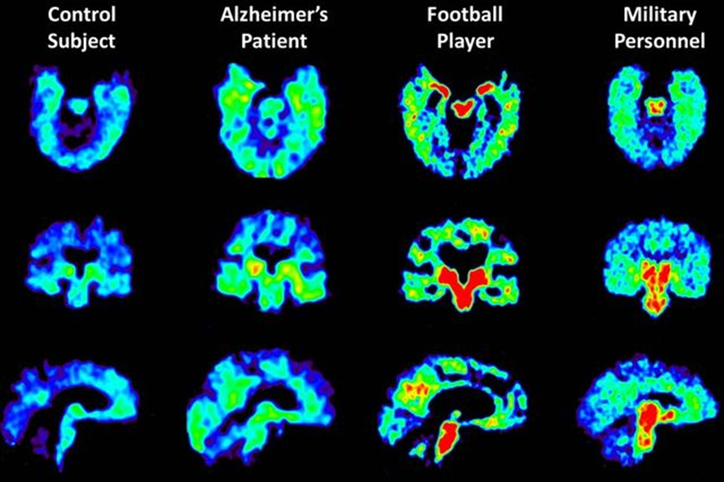 Control
Subject
Alzheimer's
Patient
Football
Player
Military
Personnel